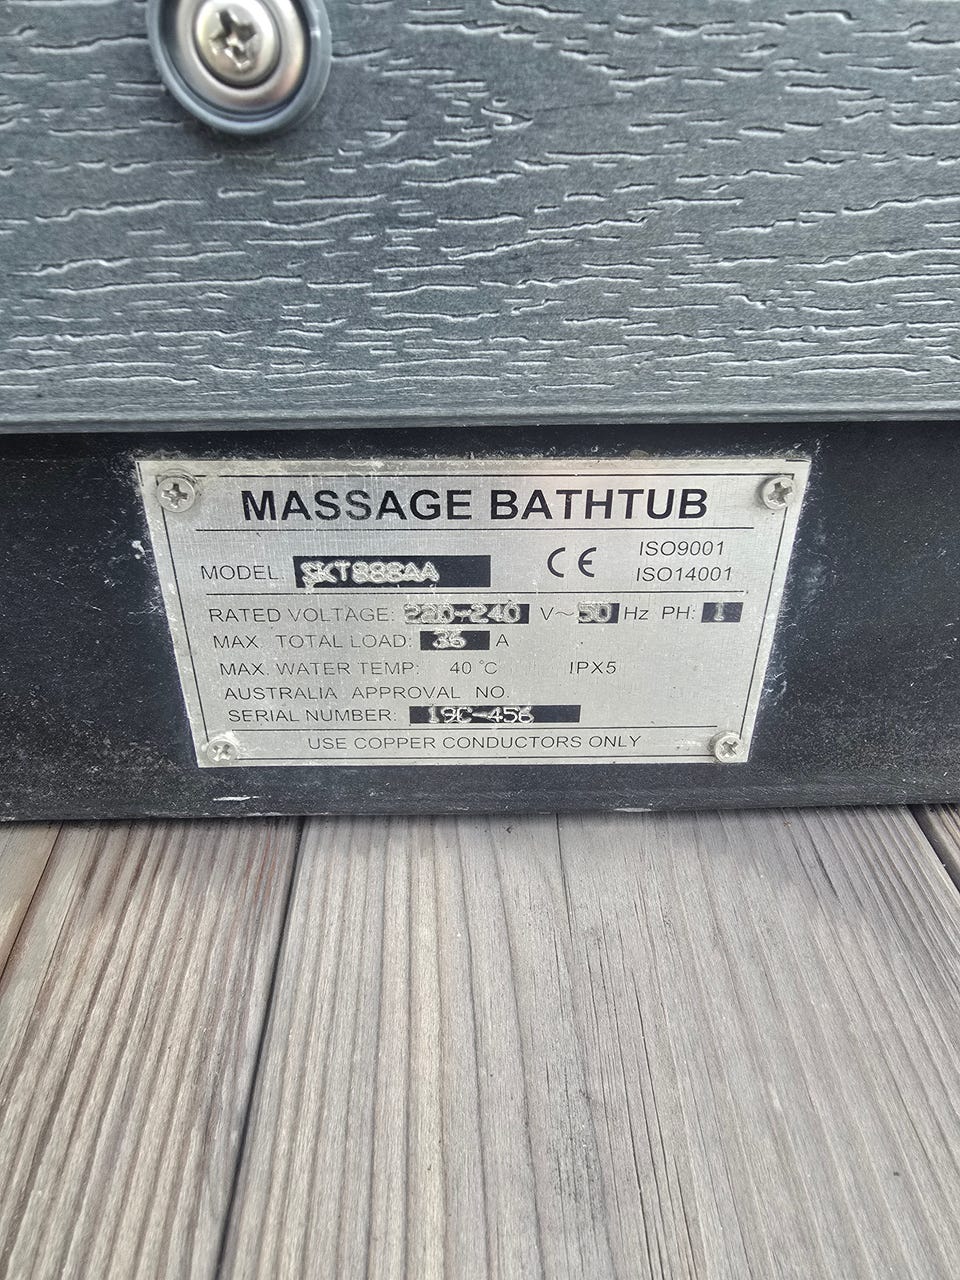 MASSAGE BATHTUB
MODEL: SKT888AA CE ISO9001
ISO14001
RATED VOLTAGE: 220-240 V~ 50 Hz PH: 1
MAX. TOTAL LOAD: 36 A
MAX. WATER TEMP: 40 °C IPX5
AUSTRALIA APPROVAL NO.
SERIAL NUMBER: 19C-456
USE COPPER CONDUCTORS ONLY